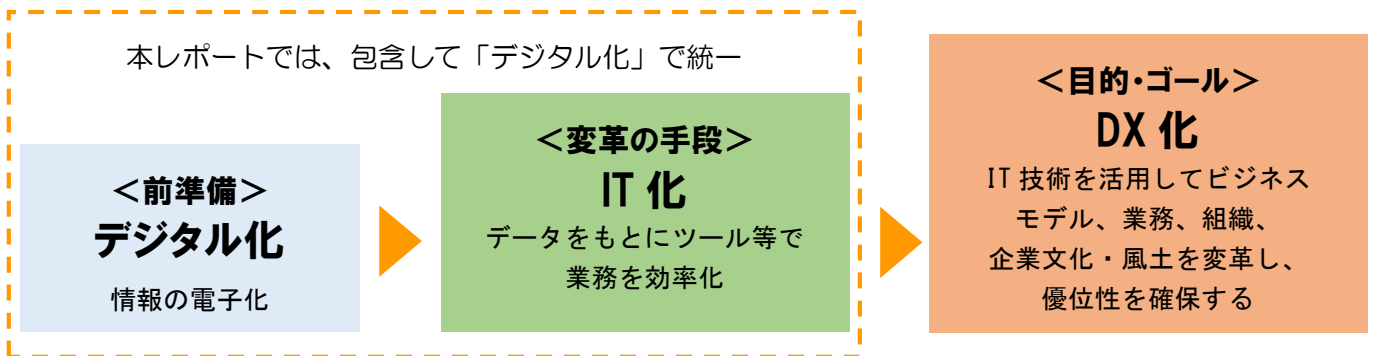 本レポートでは、包含して「デジタル化」で統一
＜前準備＞
デジタル化
情報の電子化
＜変革の手段＞
IT 化
データをもとにツール等で
業務を効率化
＜目的・ゴール＞
DX 化
IT 技術を活用してビジネス
モデル、業務、組織、
企業文化・風土を変革し、
優位性を確保する